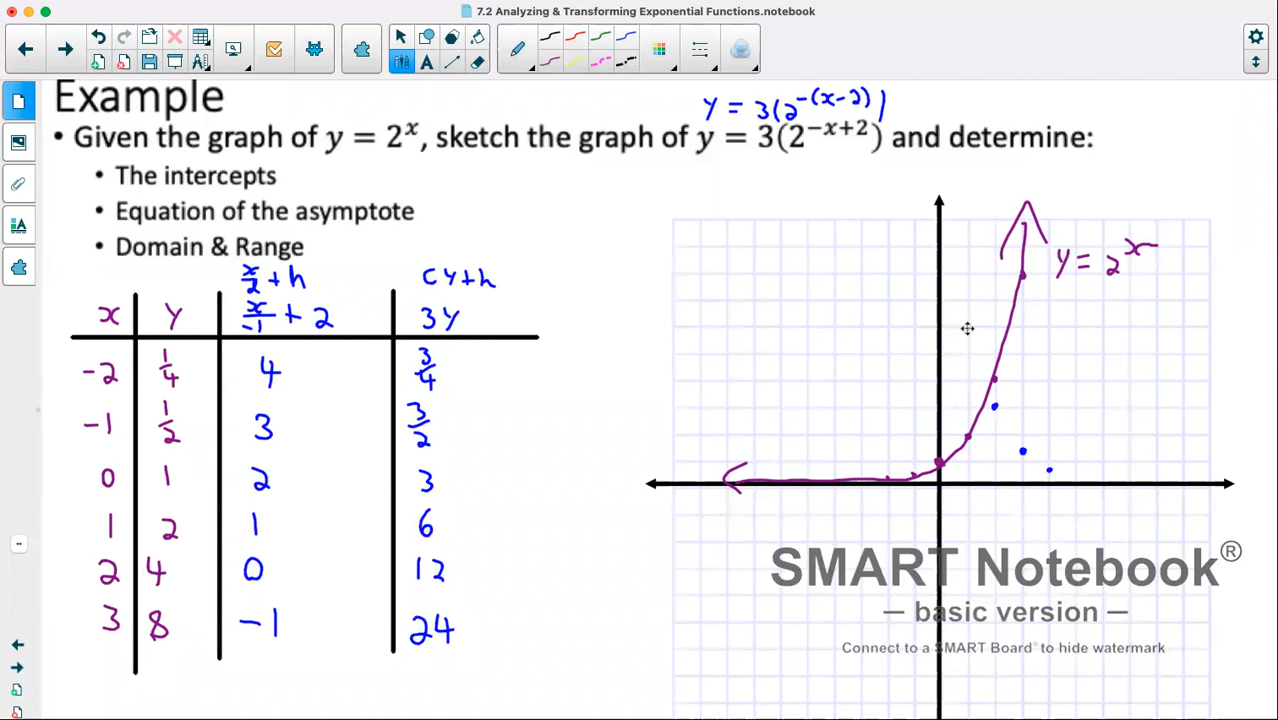 7.2 Analyzing & Transforming Exponential Functions.notebook
Example
y = 3(2^{-(x-2)})
• Given the graph of y = 2^x, sketch the graph of y = 3(2^{-x+2}) and determine:
• The intercepts
• Equation of the asymptote
• Domain & Range
x/2 + h cy+h
x y x/-1 + 2 3y
-2 1/4 4 3/4
-1 1/2 3 3/2
0 1 2 3
1 2 1 6
2 4 0 12
3 8 -1 24
y = 2^x
SMART Notebook®
— basic version —
Connect to a SMART Board to hide watermark